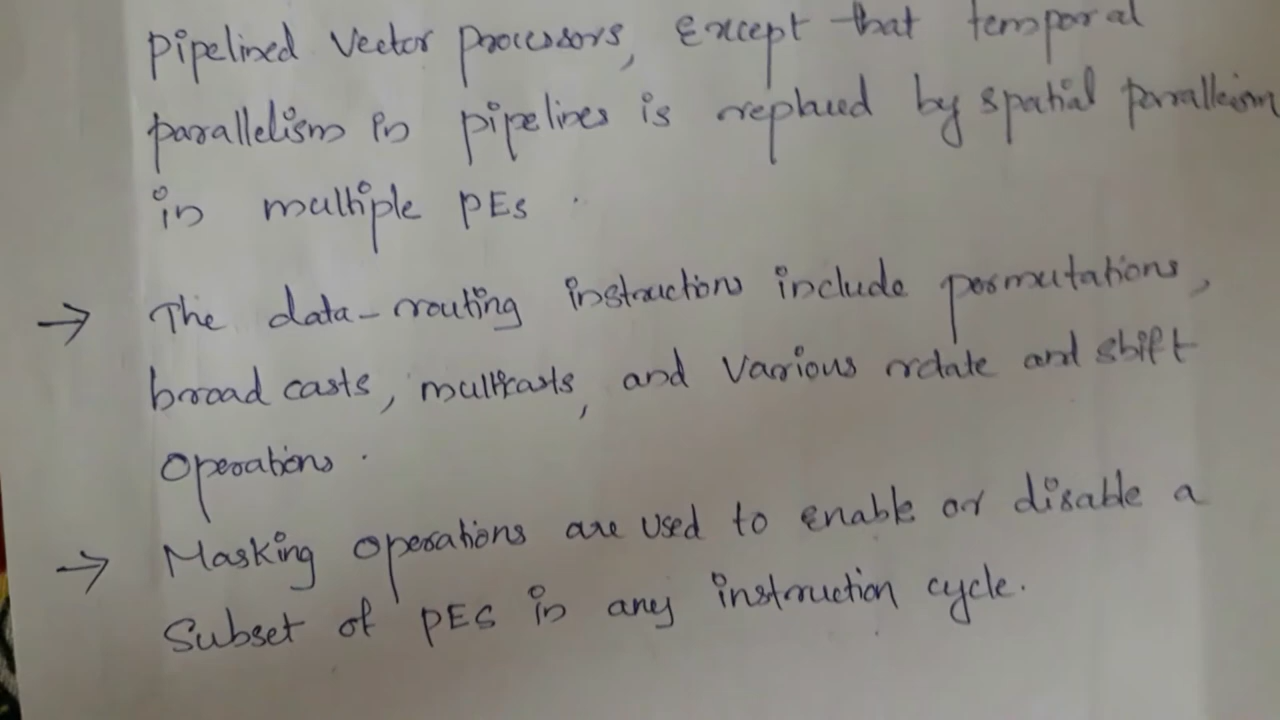 pipelined Vector processors, Except that temporal
parallelism in pipelines is replaced by spatial parallelism
in multiple PEs.
→ The data-routing instructions include permutations,
broad casts, multicasts, and Various rotate and shift
Operations.
→ Masking operations are used to enable or disable a
Subset of PES in any instruction cycle.